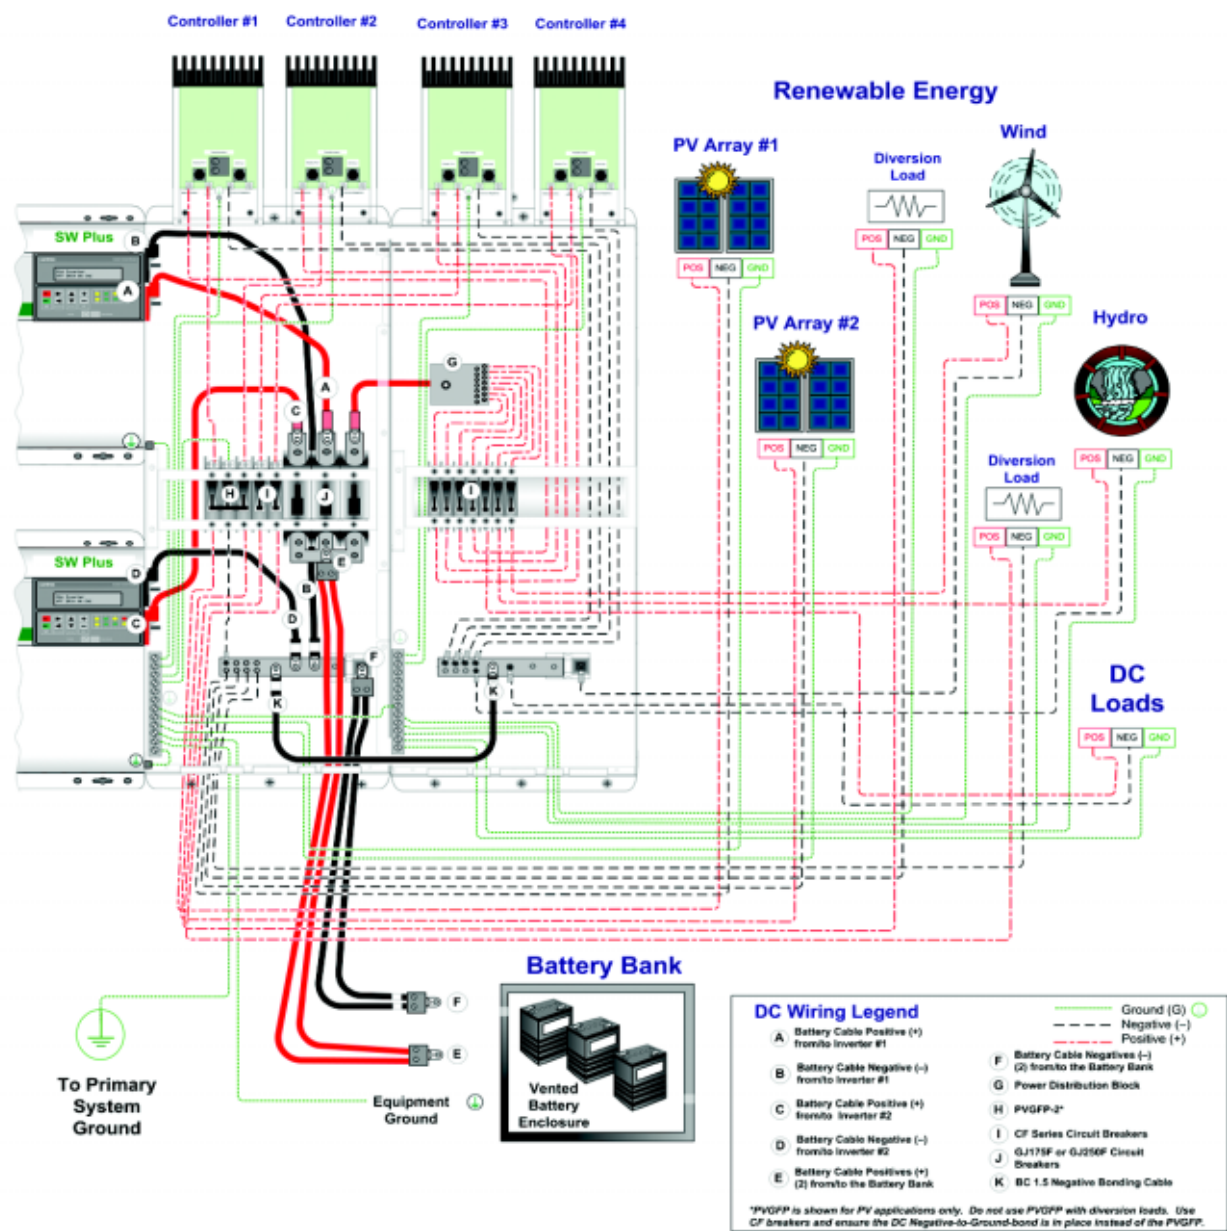 Controller #1
Controller #2
Controller #3
Controller #4
Renewable Energy
PV Array #1
Diversion
Load
Wind
POS NEG GND
POS NEG GND
POS NEG GND
PV Array #2
Hydro
POS NEG GND
POS NEG GND
Diversion
Load
POS NEG GND
DC
Loads
POS NEG GND
SW Plus
B
A
G
A
C
H
I
J
I
E
SW Plus
D
B
C
D
F
K
K
Battery Bank
F
E
Vented
Battery
Enclosure
To Primary
System
Ground
Equipment
Ground
DC Wiring Legend
A Battery Cable Positive (+)
from/to Inverter #1
B Battery Cable Negative (–)
from/to Inverter #1
C Battery Cable Positive (+)
from/to Inverter #2
D Battery Cable Negative (–)
from/to Inverter #2
E Battery Cable Positives (+)
(2) from/to the Battery Bank
Ground (G)
Negative (–)
Positive (+)
F Battery Cable Negatives (–)
(2) from/to the Battery Bank
G Power Distribution Block
H PVGFP-2*
I CF Series Circuit Breakers
J GJ175F or GJ250F Circuit
Breakers
K BC 1.5 Negative Bonding Cable
*PVGFP is shown for PV applications only. Do not use PVGFP with diversion loads. Use
CF breakers and ensure the DC Negative-to-Ground-bond is in place instead of the PVGFP.